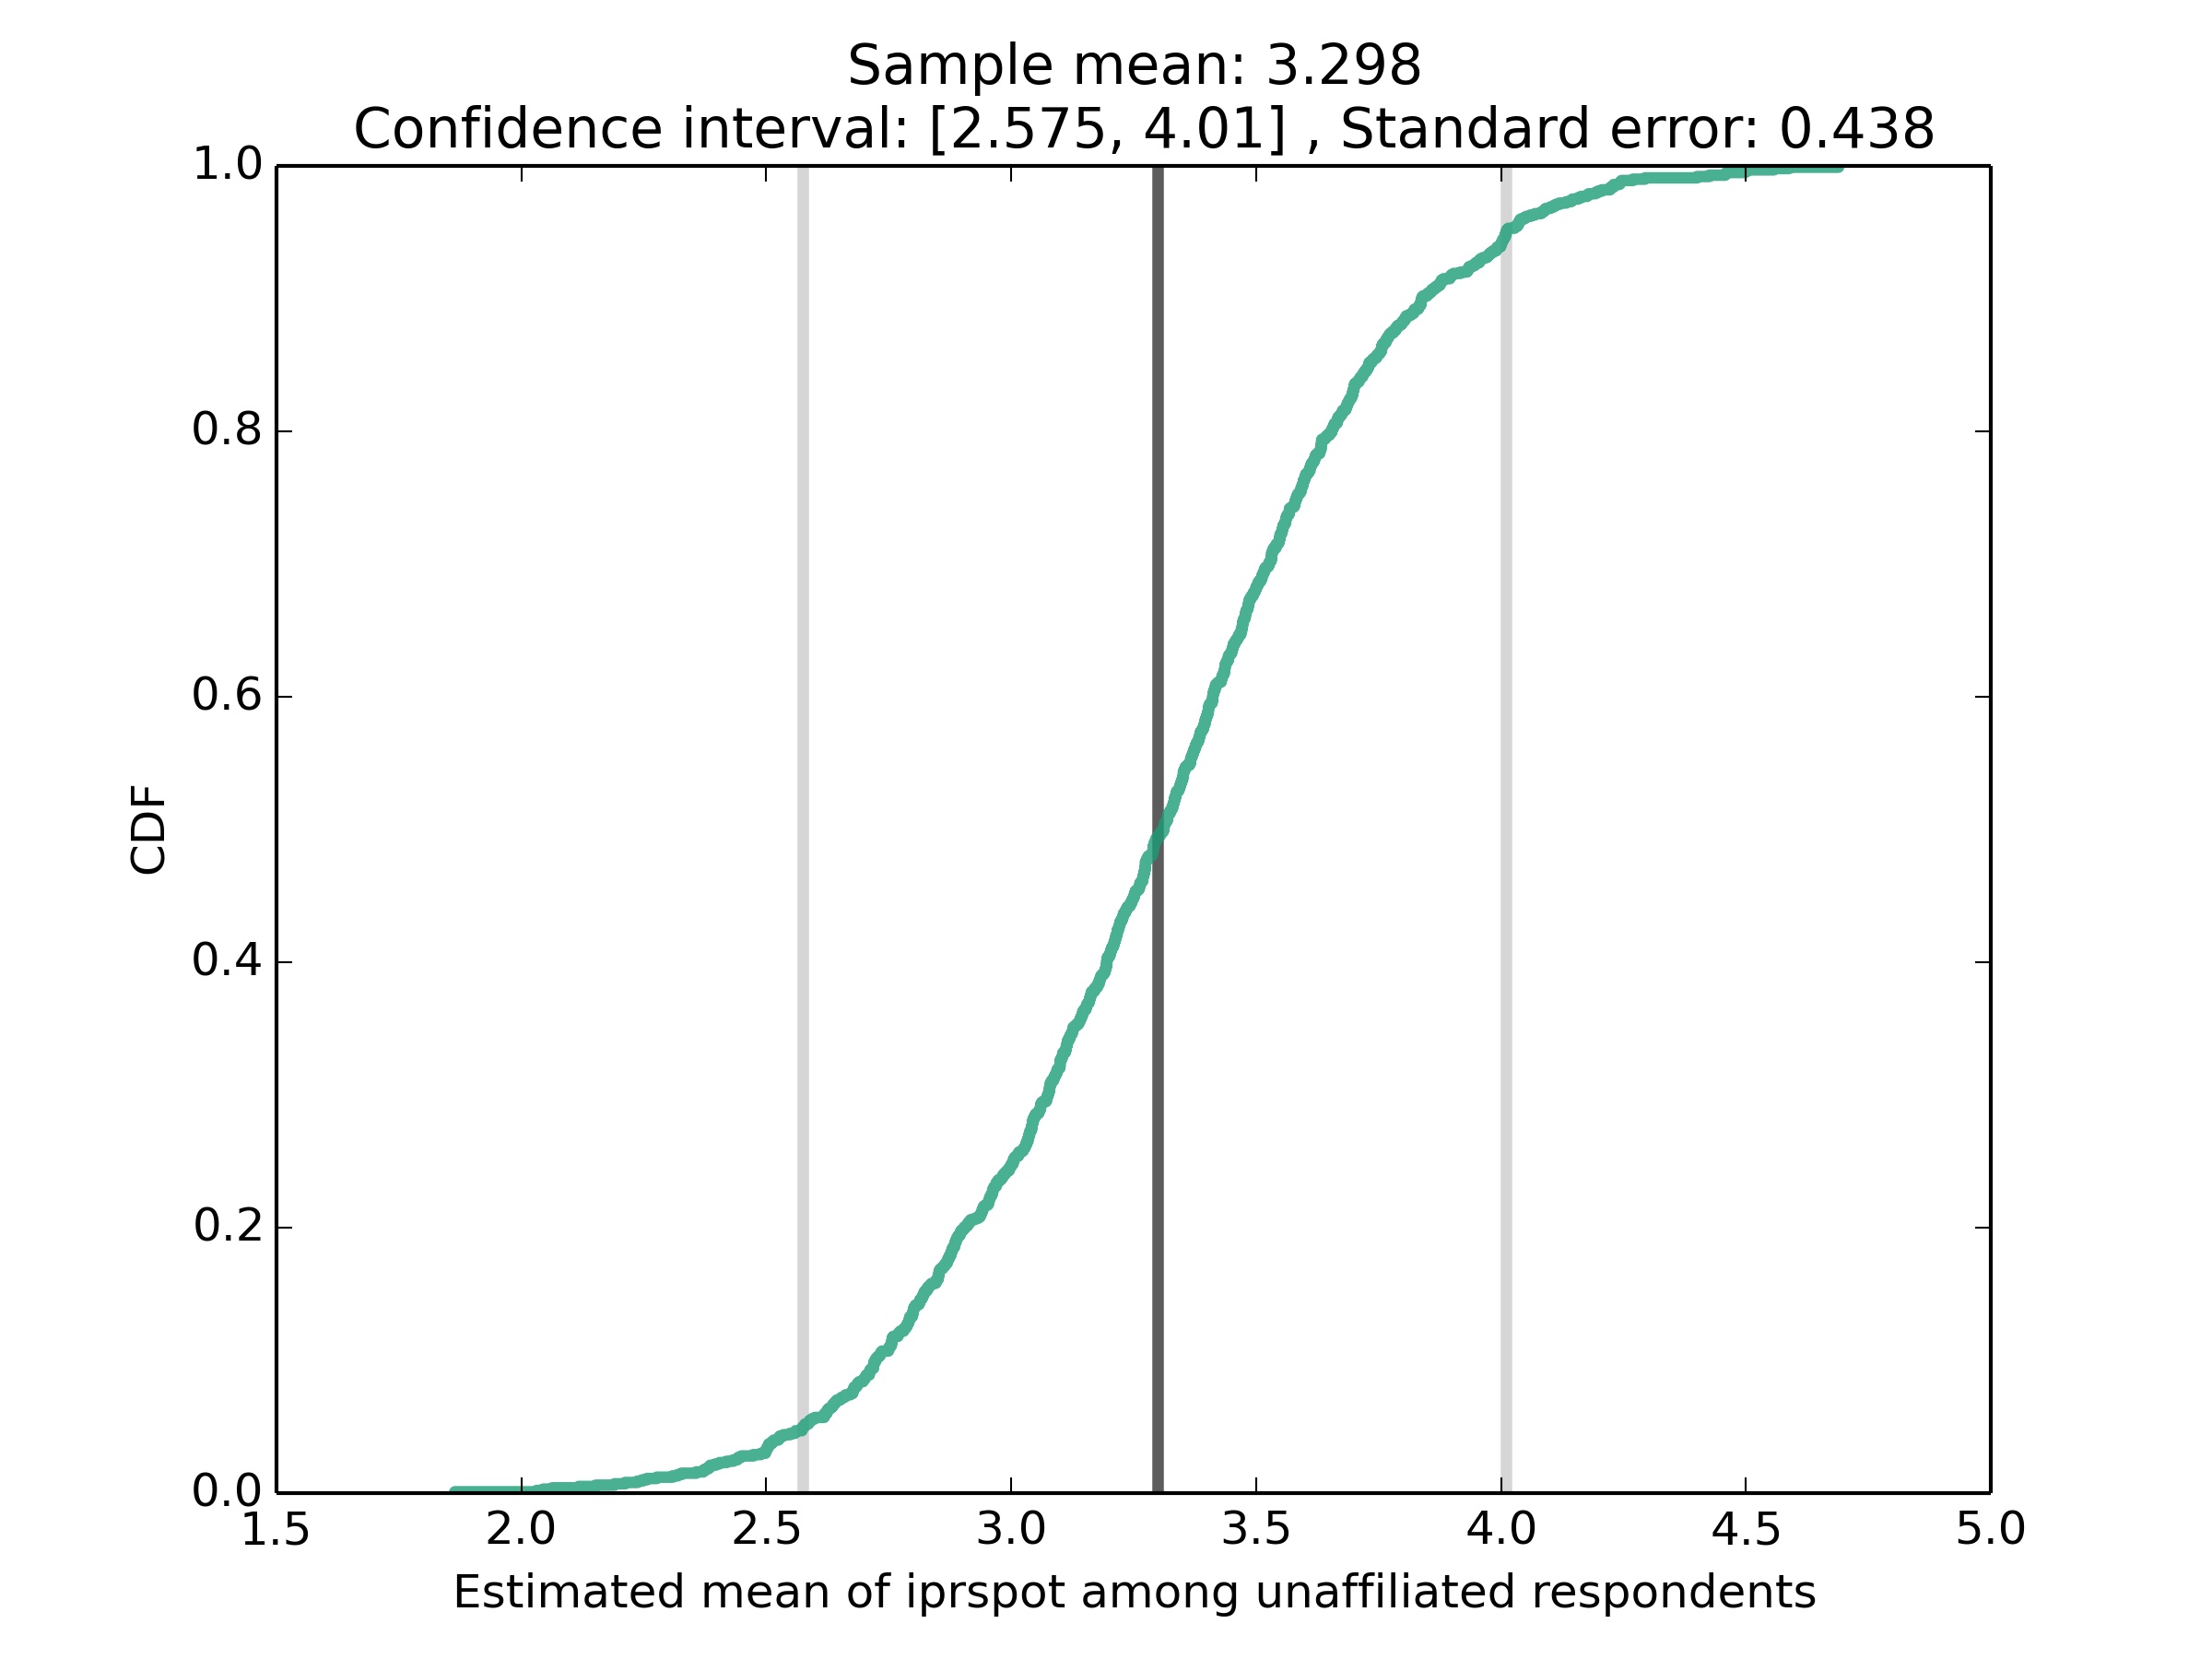 Sample mean: 3.298
Confidence interval: [2.575, 4.01] , Standard error: 0.438
1.0
0.8
0.6
0.4
0.2
0.0
CDF
1.5 2.0 2.5 3.0 3.5 4.0 4.5 5.0
Estimated mean of iprspot among unaffiliated respondents